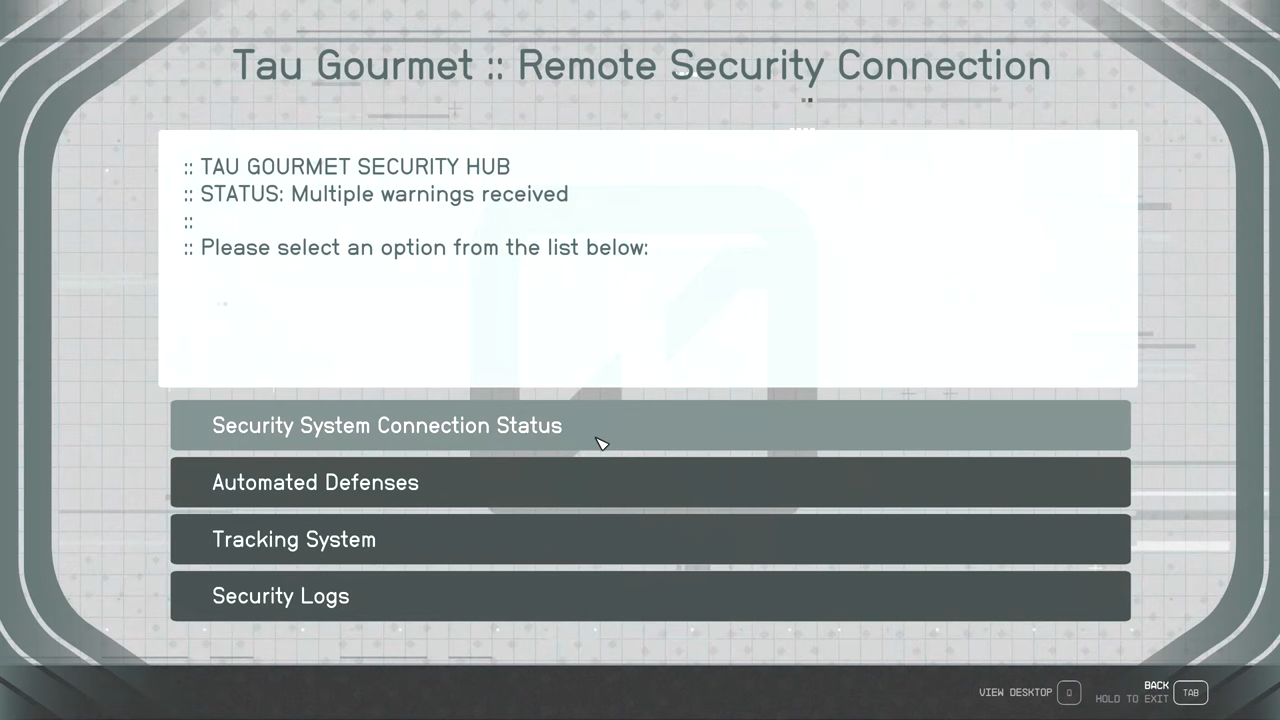 Tau Gourmet :: Remote Security Connection
:: TAU GOURMET SECURITY HUB
:: STATUS: Multiple warnings received
::
:: Please select an option from the list below:
Security System Connection Status
Automated Defenses
Tracking System
Security Logs
VIEW DESKTOP
BACK
HOLD TO EXIT
TAB